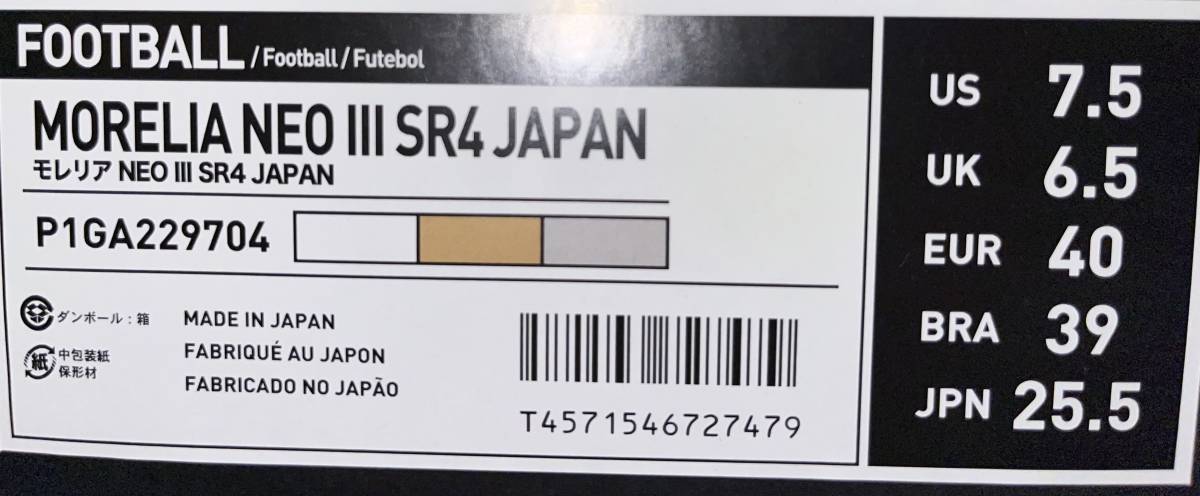 FOOTBALL /Football/Futebol
MORELIA NEO III SR4 JAPAN
モレリア NEO III SR4 JAPAN
P1GA229704
ダンボール:箱
紙
中包装紙
保形材
MADE IN JAPAN
FABRIQUÉ AU JAPON
FABRICADO NO JAPÃO
T4571546727479
US 7.5
UK 6.5
EUR 40
BRA 39
JPN 25.5